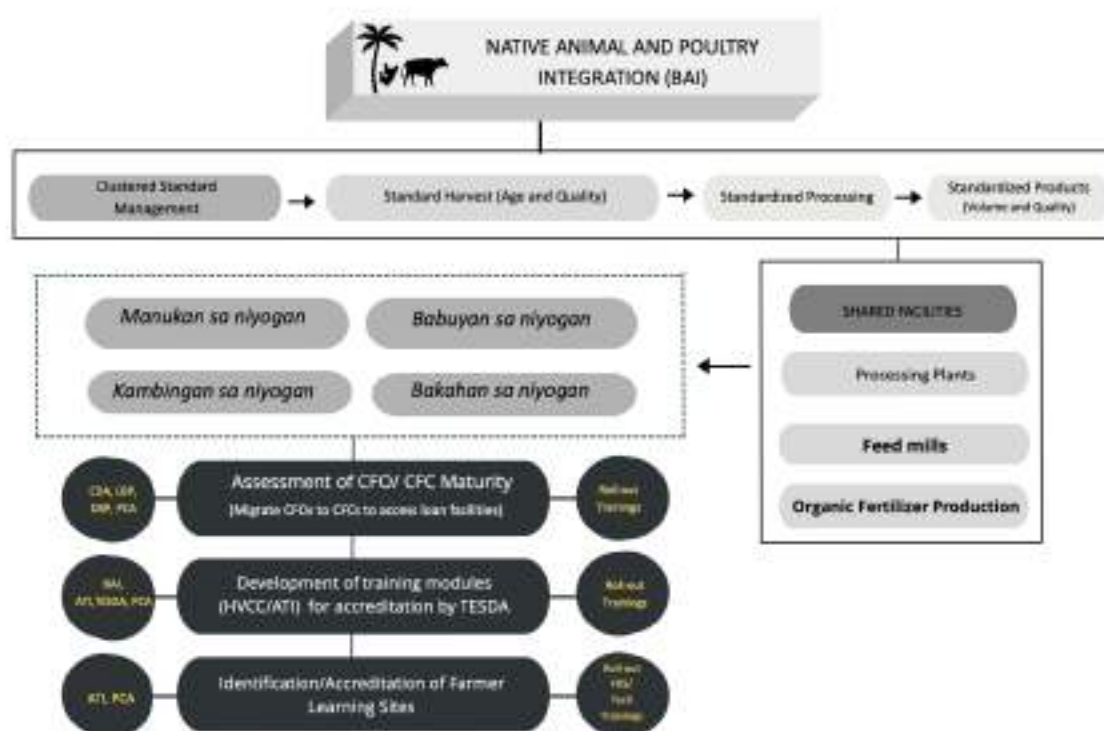 NATIVE ANIMAL AND POULTRY
INTEGRATION (BAI)
Clustered Standard
Management
Standard Harvest (Age and Quality)
Standardized Processing
Standardized Products
(Volume and Quality)
SHARED FACILITIES
Processing Plants
Feed mills
Organic Fertilizer Production
Manukan sa niyogan
Babuyan sa niyogan
Kambingan sa niyogan
Bakahan sa niyogan
CDA, LBP,
DBP, PCA
Assessment of CFO/ CFC Maturity
(Migrate CFOs to CFCs to access loan facilities)
Roll-out
Trainings
BAI,
ATI,TESDA, PCA
Development of training modules
(HVCC/ATI) for accreditation by TESDA
Roll-out
Trainings
ATI, PCA
Identification/Accreditation of Farmer
Learning Sites
Roll-out
Tech
Trainings